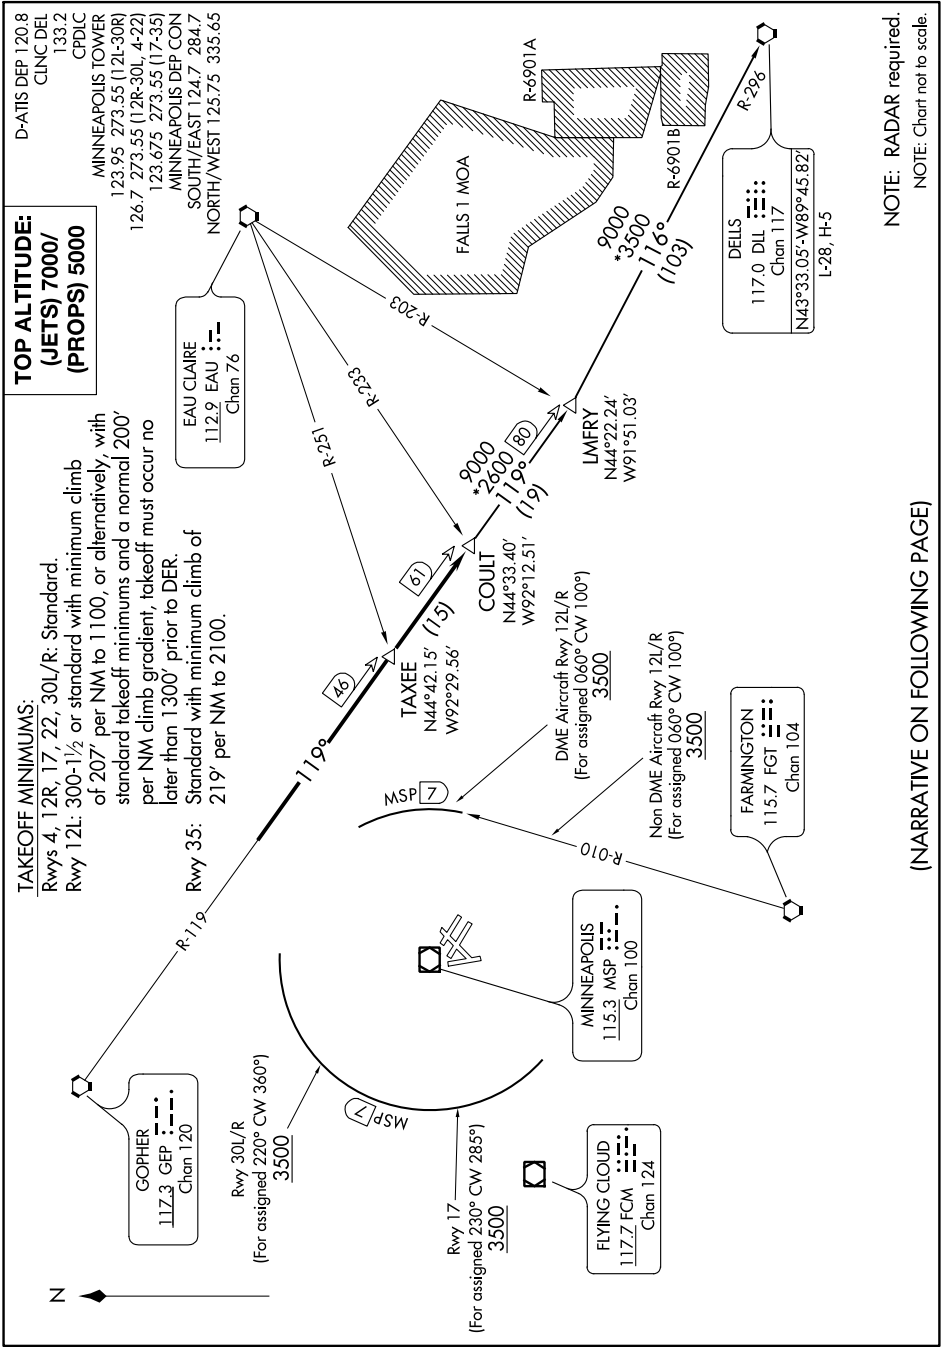 D-ATIS DEP 120.8
CLNC DEL
133.2
CPDLC
MINNEAPOLIS TOWER
123.95 273.55 (12L-30R)
126.7 273.55 (12R-30L, 4-22)
123.675 273.55 (17-35)
MINNEAPOLIS DEP CON
SOUTH/EAST 124.7 284.7
NORTH/WEST 125.75 335.65
TOP ALTITUDE:
(JETS) 7000/
(PROPS) 5000
TAKEOFF MINIMUMS:
Rwys 4, 12R, 17, 22, 30L/R: Standard.
Rwy 12L: 300-1½ or standard with minimum climb
of 207' per NM to 1100, or alternatively, with
standard takeoff minimums and a normal 200'
per NM climb gradient, takeoff must occur no
later than 1300' prior to DER.
Rwy 35: Standard with minimum climb of
219' per NM to 2100.
N
GOPHER
117.3 GEP
Chan 120
R-119
119°
EAU CLAIRE
112.9 EAU
Chan 76
R-251
R-233
R-203
FALLS 1 MOA
R-6901A
R-6901B
46
TAXEE
N44°42.15'
W92°29.56'
(15)
61
COULT
N44°33.40'
W92°12.51'
9000
*2600
119°
(19)
80
LMFRY
N44°22.24'
W91°51.03'
9000
*3500
116°
(103)
R-296
DELLS
117.0 DLL
Chan 117
N43°33.05'-W89°45.82'
L-28, H-5
Rwy 30L/R
(For assigned 220° CW 360°)
3500
MSP 7
Rwy 17
(For assigned 230° CW 285°)
3500
MSP 7
DME Aircraft Rwy 12L/R
(For assigned 060° CW 100°)
3500
Non DME Aircraft Rwy 12L/R
(For assigned 060° CW 100°)
3500
R-010
MINNEAPOLIS
115.3 MSP
Chan 100
FARMINGTON
115.7 FGT
Chan 104
FLYING CLOUD
117.7 FCM
Chan 124
NOTE: RADAR required.
NOTE: Chart not to scale.
(NARRATIVE ON FOLLOWING PAGE)